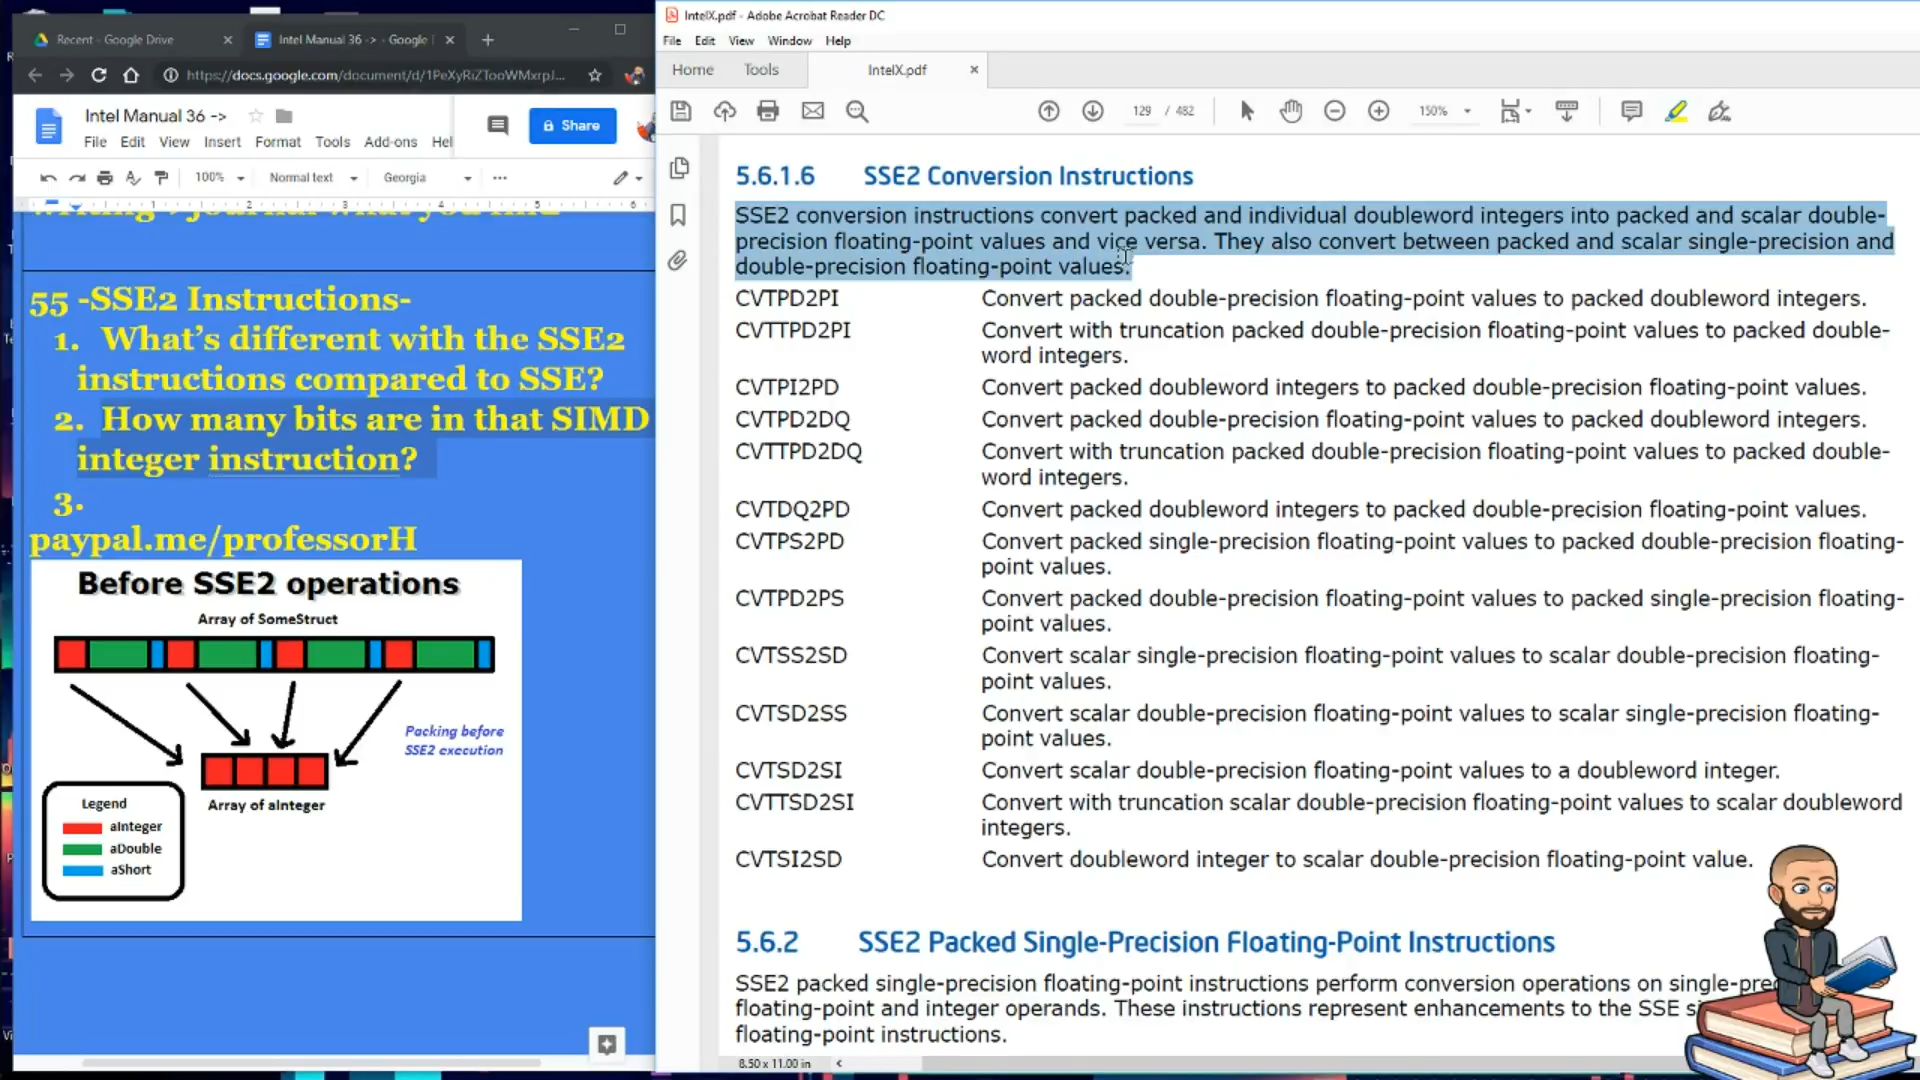 Recent - Google Drive
Intel Manual 36 -> - Google
https://docs.google.com/document/d/1PeXyRiZTooWMxrpJ...
Intel Manual 36 ->
Share
File Edit View Insert Format Tools Add-ons Hel
100% Normal text Georgia
55 -SSE2 Instructions-
1. What's different with the SSE2
instructions compared to SSE?
2. How many bits are in that SIMD
integer instruction?
3.
paypal.me/professorH
Before SSE2 operations
Array of SomeStruct
Packing before
SSE2 execution
Array of aInteger
Legend
aInteger
aDouble
aShort
IntelX.pdf - Adobe Acrobat Reader DC
File Edit View Window Help
Home Tools IntelX.pdf
129 / 482 150%
5.6.1.6 SSE2 Conversion Instructions
SSE2 conversion instructions convert packed and individual doubleword integers into packed and scalar double-
precision floating-point values and vice versa. They also convert between packed and scalar single-precision and
double-precision floating-point values.
CVTPD2PI Convert packed double-precision floating-point values to packed doubleword integers.
CVTTPD2PI Convert with truncation packed double-precision floating-point values to packed double-
word integers.
CVTPI2PD Convert packed doubleword integers to packed double-precision floating-point values.
CVTPD2DQ Convert packed double-precision floating-point values to packed doubleword integers.
CVTTPD2DQ Convert with truncation packed double-precision floating-point values to packed double-
word integers.
CVTDQ2PD Convert packed doubleword integers to packed double-precision floating-point values.
CVTPS2PD Convert packed single-precision floating-point values to packed double-precision floating-
point values.
CVTPD2PS Convert packed double-precision floating-point values to packed single-precision floating-
point values.
CVTSS2SD Convert scalar single-precision floating-point values to scalar double-precision floating-
point values.
CVTSD2SS Convert scalar double-precision floating-point values to scalar single-precision floating-
point values.
CVTSD2SI Convert scalar double-precision floating-point values to a doubleword integer.
CVTTSD2SI Convert with truncation scalar double-precision floating-point values to scalar doubleword
integers.
CVTSI2SD Convert doubleword integer to scalar double-precision floating-point value.
5.6.2 SSE2 Packed Single-Precision Floating-Point Instructions
SSE2 packed single-precision floating-point instructions perform conversion operations on single-prec
floating-point and integer operands. These instructions represent enhancements to the SSE s
floating-point instructions.
8.50 x 11.00 in